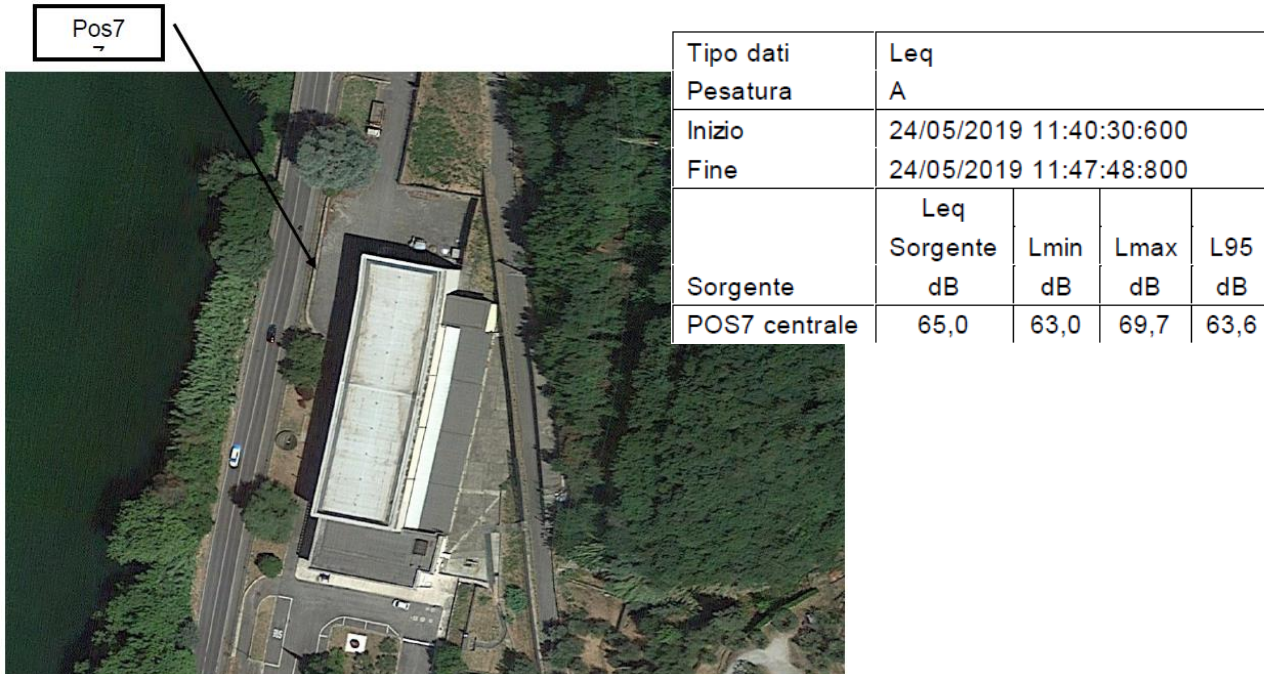 Pos7
7
Tipo dati Leq
Pesatura A
Inizio 24/05/2019 11:40:30:600
Fine 24/05/2019 11:47:48:800
Leq
Sorgente Lmin Lmax L95
Sorgente dB dB dB dB
POS7 centrale 65,0 63,0 69,7 63,6